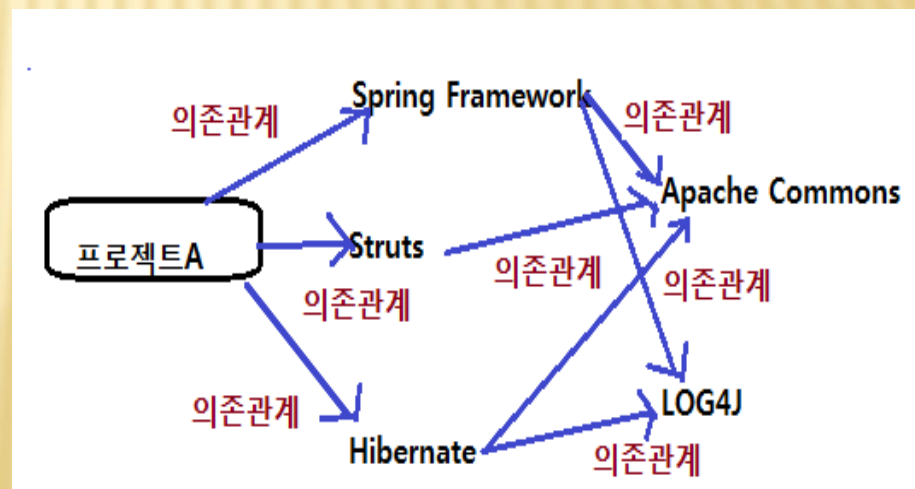 Spring Framework
의존관계
의존관계
Apache Commons
프로젝트A
Struts
의존관계
의존관계
의존관계
의존관계
LOG4J
Hibernate
의존관계